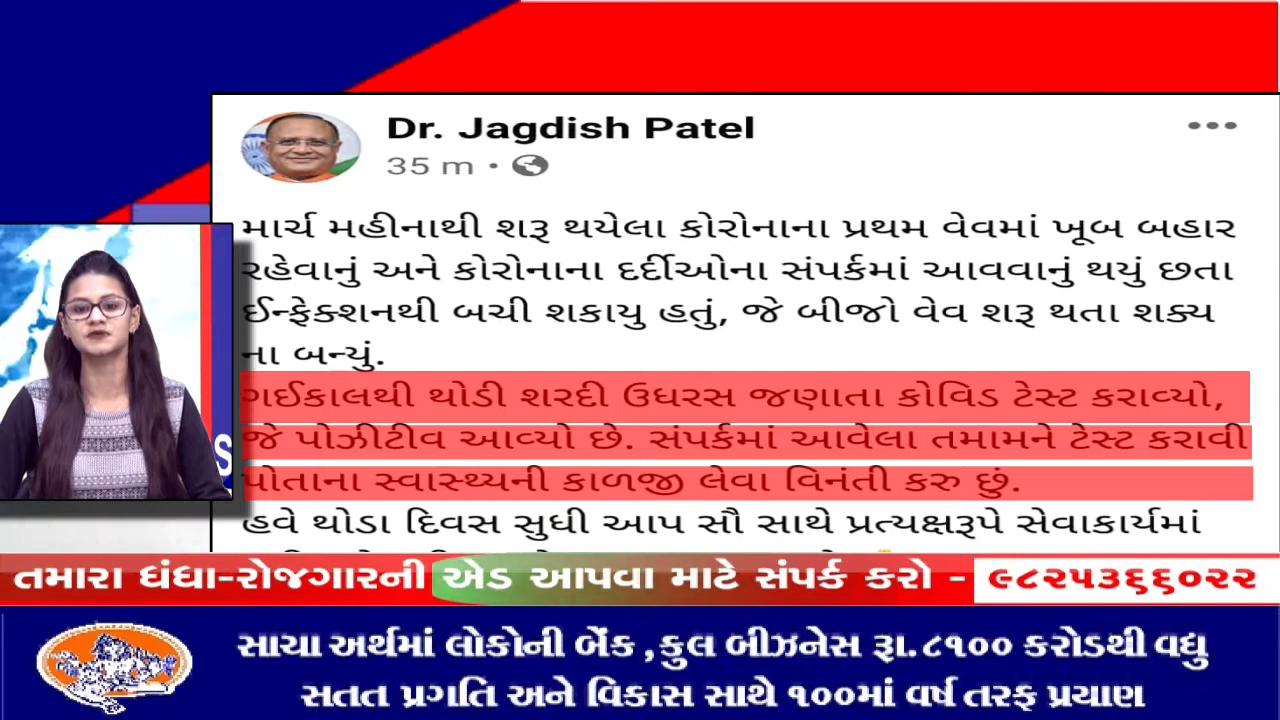 Dr. Jagdish Patel
35 m
માર્ચ મહીનાથી શરૂ થયેલા કોરોનાના પ્રથમ વેવમાં ખૂબ બહાર
રહેવાનું અને કોરોનાના દર્દીઓના સંપર્કમાં આવવાનું થયું છતા
ઈન્ફેક્શનથી બચી શકાયુ હતું, જે બીજો વેવ શરૂ થતા શક્ય
ના બન્યું.
ગઈકાલથી થોડી શરદી ઉધરસ જણાતા કોવિડ ટેસ્ટ કરાવ્યો,
જે પોઝીટીવ આવ્યો છે. સંપર્કમાં આવેલા તમામને ટેસ્ટ કરાવી
પોતાના સ્વાસ્થ્યની કાળજી લેવા વિનંતી કરુ છું.
હવે થોડા દિવસ સુધી આપ સૌ સાથે પ્રત્યક્ષરૂપે સેવાકાર્યમાં
S
તમારા ધંધા-રોજગારની એડ આપવા માટે સંપર્ક કરો - ૯૮૨૫૩૬૬૦૨૨
સાચા અર્થમાં લોકોની બેંક ,કુલ બીઝનેસ રૂા.૮૧૦૦ કરોડથી વધુ
સતત પ્રગતિ અને વિકાસ સાથે ૧૦૦માં વર્ષ તરફ પ્રયાણ